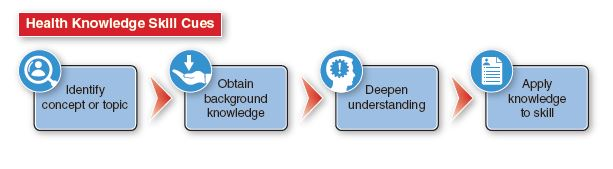 Health Knowledge Skill Cues
Identify
concept or topic
Obtain
background
knowledge
Deepen
understanding
Apply
knowledge
to skill